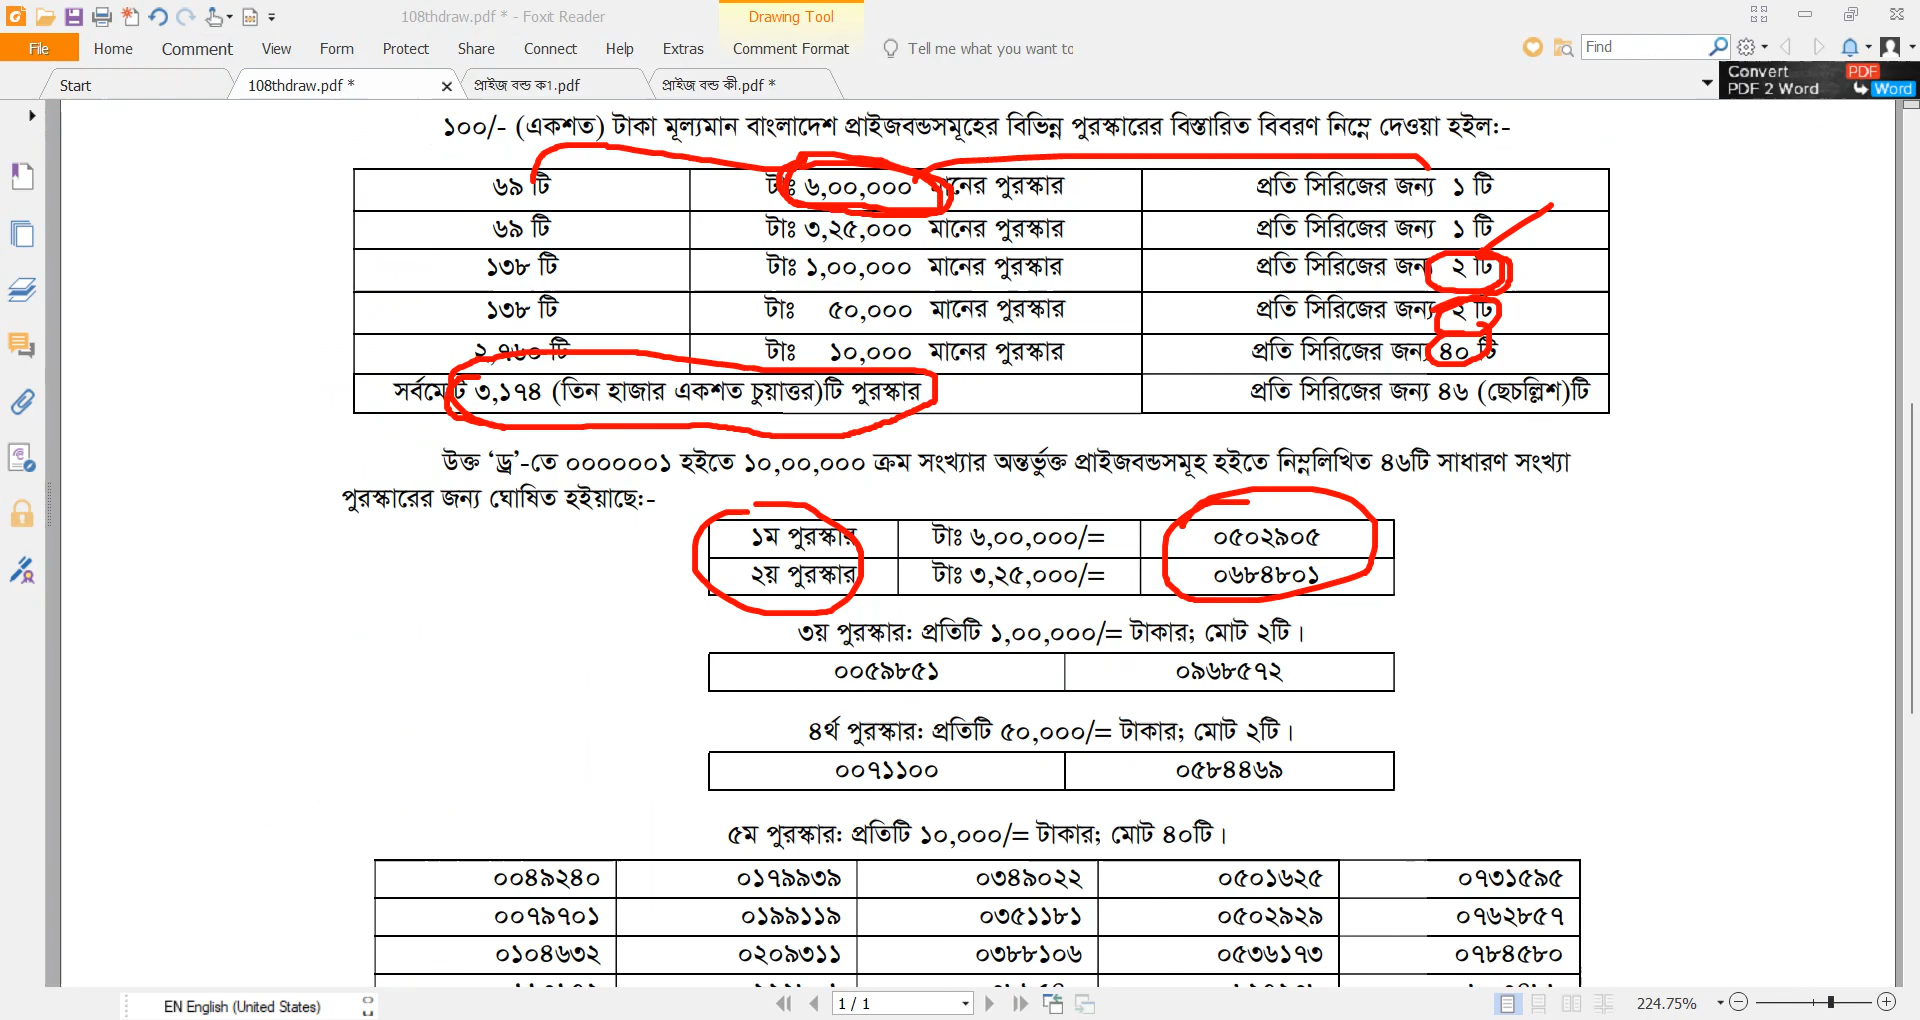 108thdraw.pdf * - Foxit Reader
Drawing Tool
File Home Comment View Form Protect Share Connect Help Extras Comment Format Tell me what you want to Find
Start 108thdraw.pdf * প্রাইজ বন্ড ক1.pdf প্রাইজ বন্ড কী.pdf *
Convert PDF
PDF 2 Word Word
১০০/- (একশত) টাকা মূল্যমান বাংলাদেশ প্রাইজবন্ডসমূহের বিভিন্ন পুরস্কারের বিস্তারিত বিবরণ নিম্নে দেওয়া হইল:-
৬৯ টি টাঃ ৬,০০,০০০ মানের পুরস্কার প্রতি সিরিজের জন্য ১ টি
৬৯ টি টাঃ ৩,২৫,০০০ মানের পুরস্কার প্রতি সিরিজের জন্য ১ টি
১৩৮ টি টাঃ ১,০০,০০০ মানের পুরস্কার প্রতি সিরিজের জন্য ২ টি
১৩৮ টি টাঃ ৫০,০০০ মানের পুরস্কার প্রতি সিরিজের জন্য ২ টি
২,৭৬০ টি টাঃ ১০,০০০ মানের পুরস্কার প্রতি সিরিজের জন্য ৪০ টি
সর্বমোট ৩,১৭৪ (তিন হাজার একশত চুয়াত্তর)টি পুরস্কার প্রতি সিরিজের জন্য ৪৬ (ছেচল্লিশ)টি
উক্ত ‘ড্র’-তে ০০০০০০১ হইতে ১০,০০,০০০ ক্রম সংখ্যার অন্তর্ভুক্ত প্রাইজবন্ডসমূহ হইতে নিম্নলিখিত ৪৬টি সাধারণ সংখ্যা
পুরস্কারের জন্য ঘোষিত হইয়াছে:-
১ম পুরস্কার টাঃ ৬,০০,০০০/= ০৫০২৯০৫
২য় পুরস্কার টাঃ ৩,২৫,০০০/= ০৬৮৪৮০১
৩য় পুরস্কার: প্রতিটি ১,০০,০০০/= টাকার; মোট ২টি।
০০৫৯৮৫১ ০৯৬৮৫৭২
৪র্থ পুরস্কার: প্রতিটি ৫০,০০০/= টাকার; মোট ২টি।
০০৭১১০০ ০৫৮৪৪৬৯
৫ম পুরস্কার: প্রতিটি ১০,০০০/= টাকার; মোট ৪০টি।
০০৪৯২৪০ ০১৭৯৯৩৯ ০৩৪৯০২২ ০৫০১৬২৫ ০৭৩১৫৯৫
০০৭৯৭০১ ০১৯৯১১৯ ০৩৫১১৮১ ০৫০২৯২৯ ০৭৬২৮৫৭
০১০৪৬৩২ ০২০৯৩১১ ০৩৮৮১০৬ ০৫৩৬১৭৩ ০৭৮৪৫৮০
EN English (United States) 1 / 1 224.75%